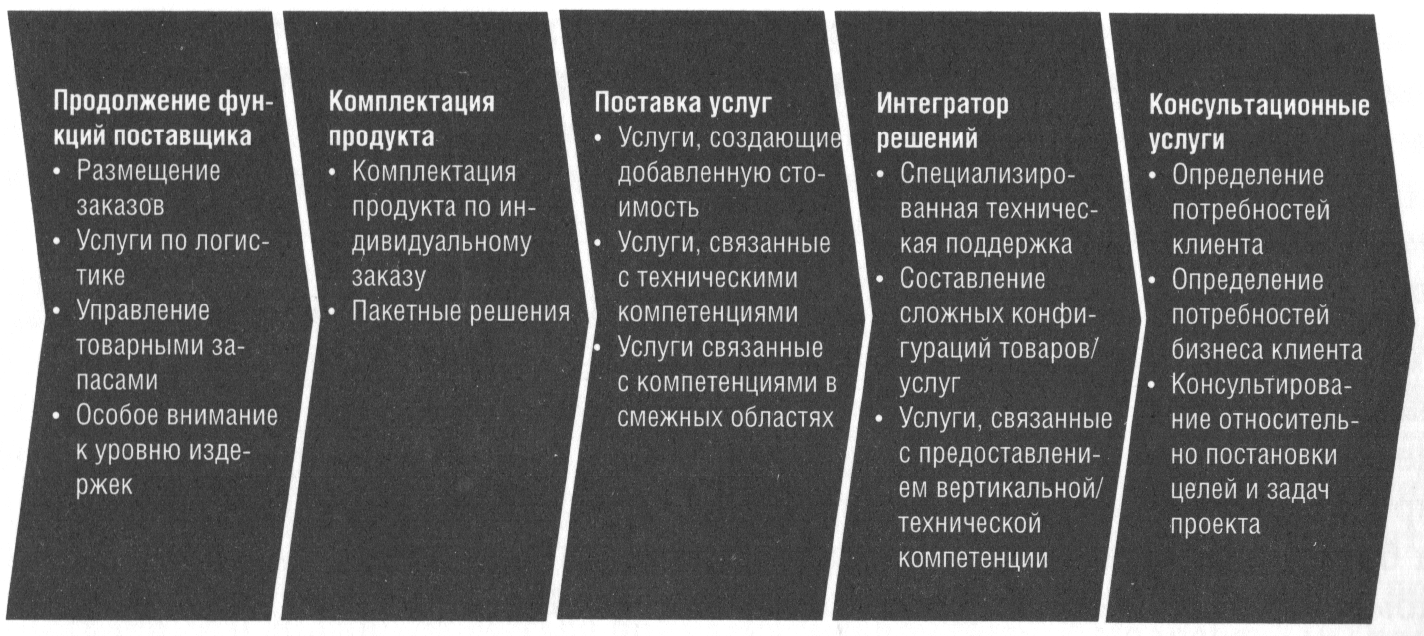 Продолжение фун-
кций поставщика
• Размещение
заказов
• Услуги по логис-
тике
• Управление
товарными за-
пасами
• Особое внимание
к уровню изде-
ржек
Комплектация
продукта
• Комплектация
продукта по ин-
дивидуальному
заказу
• Пакетные решения
Поставка услуг
• Услуги, создающие
добавленную сто-
имость
• Услуги, связанные
с техническими
компетенциями
• Услуги связанные
с компетенциями в
смежных областях
Интегратор
решений
• Специализиро-
ванная техничес-
кая поддержка
• Составление
сложных конфи-
гураций товаров/
услуг
• Услуги, связанные
с предоставлени-
ем вертикальной/
технической
компетенции
Консультационные
услуги
• Определение
потребностей
клиента
• Определение
потребностей
бизнеса клиента
• Консультирова-
ние относитель-
но постановки
целей и задач
проекта